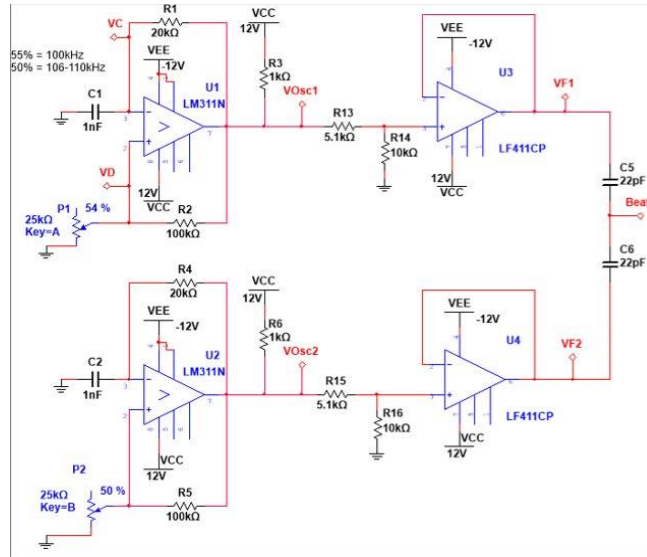 55% = 100kHz
50% = 106-110kHz
VC
R1
20kΩ
VCC
12V
VEE
-12V
U1
LM311N
C1
1nF
R3
1kΩ
VOsc1
R13
5.1kΩ
R14
10kΩ
VEE
-12V
U3
LF411CP
VF1
VD
12V
VCC
12V
VCC
P1
54 %
25kΩ
Key=A
R2
100kΩ
C5
22pF
Beat
C6
22pF
R4
20kΩ
VCC
12V
VEE
-12V
U2
LM311N
C2
1nF
R6
1kΩ
VOsc2
R15
5.1kΩ
R16
10kΩ
VEE
-12V
U4
LF411CP
VF2
VCC
12V
VCC
12V
P2
50 %
25kΩ
Key=B
R5
100kΩ